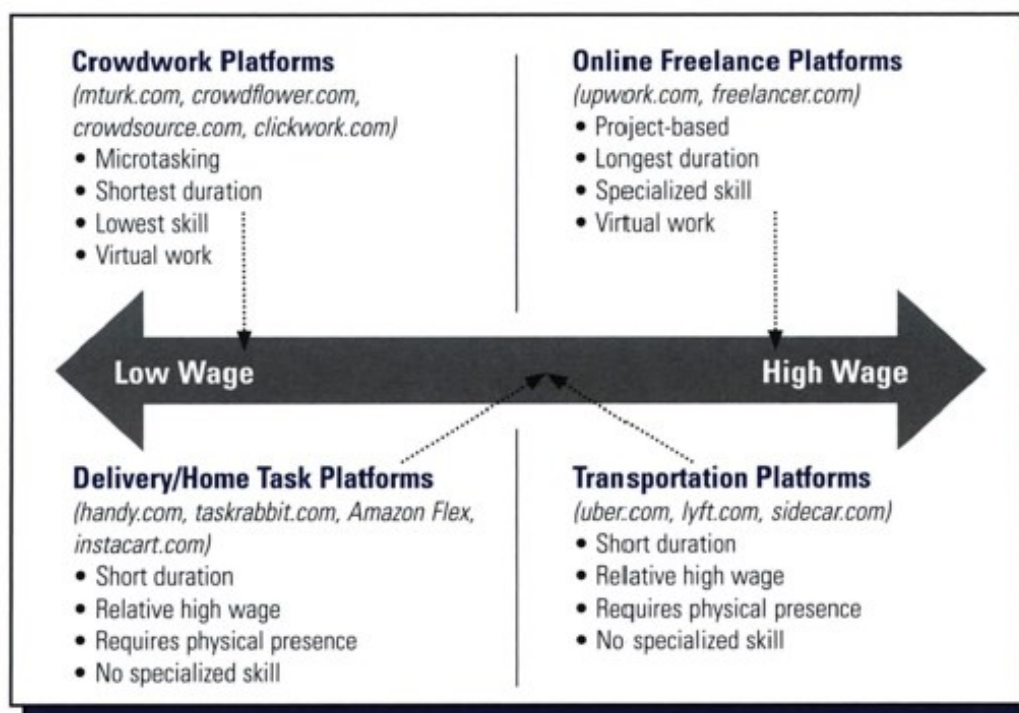 Crowdwork Platforms
(mturk.com, crowdflower.com,
crowdsource.com, clickwork.com)
• Microtasking
• Shortest duration
• Lowest skill
• Virtual work
Online Freelance Platforms
(upwork.com, freelancer.com)
• Project-based
• Longest duration
• Specialized skill
• Virtual work
Low Wage
High Wage
Delivery/Home Task Platforms
(handy.com, taskrabbit.com, Amazon Flex,
instacart.com)
• Short duration
• Relative high wage
• Requires physical presence
• No specialized skill
Transportation Platforms
(uber.com, lyft.com, sidecar.com)
• Short duration
• Relative high wage
• Requires physical presence
• No specialized skill